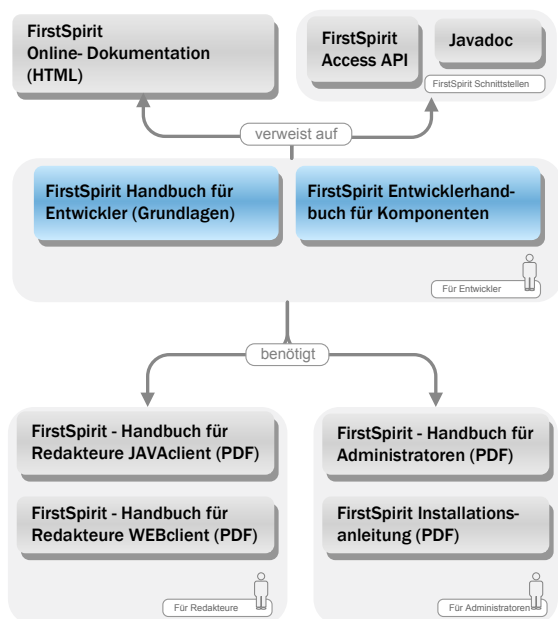 FirstSpirit
Online- Dokumentation
(HTML)
FirstSpirit
Access API
Javadoc
FirstSpirit Schnittstellen
verweist auf
FirstSpirit Handbuch für
Entwickler (Grundlagen)
FirstSpirit Entwicklerhand-
buch für Komponenten
Für Entwickler
benötigt
FirstSpirit - Handbuch für
Redakteure JAVAclient (PDF)
FirstSpirit - Handbuch für
Redakteure WEBclient (PDF)
Für Redakteure
FirstSpirit - Handbuch für
Administratoren (PDF)
FirstSpirit Installations-
anleitung (PDF)
Für Administratoren